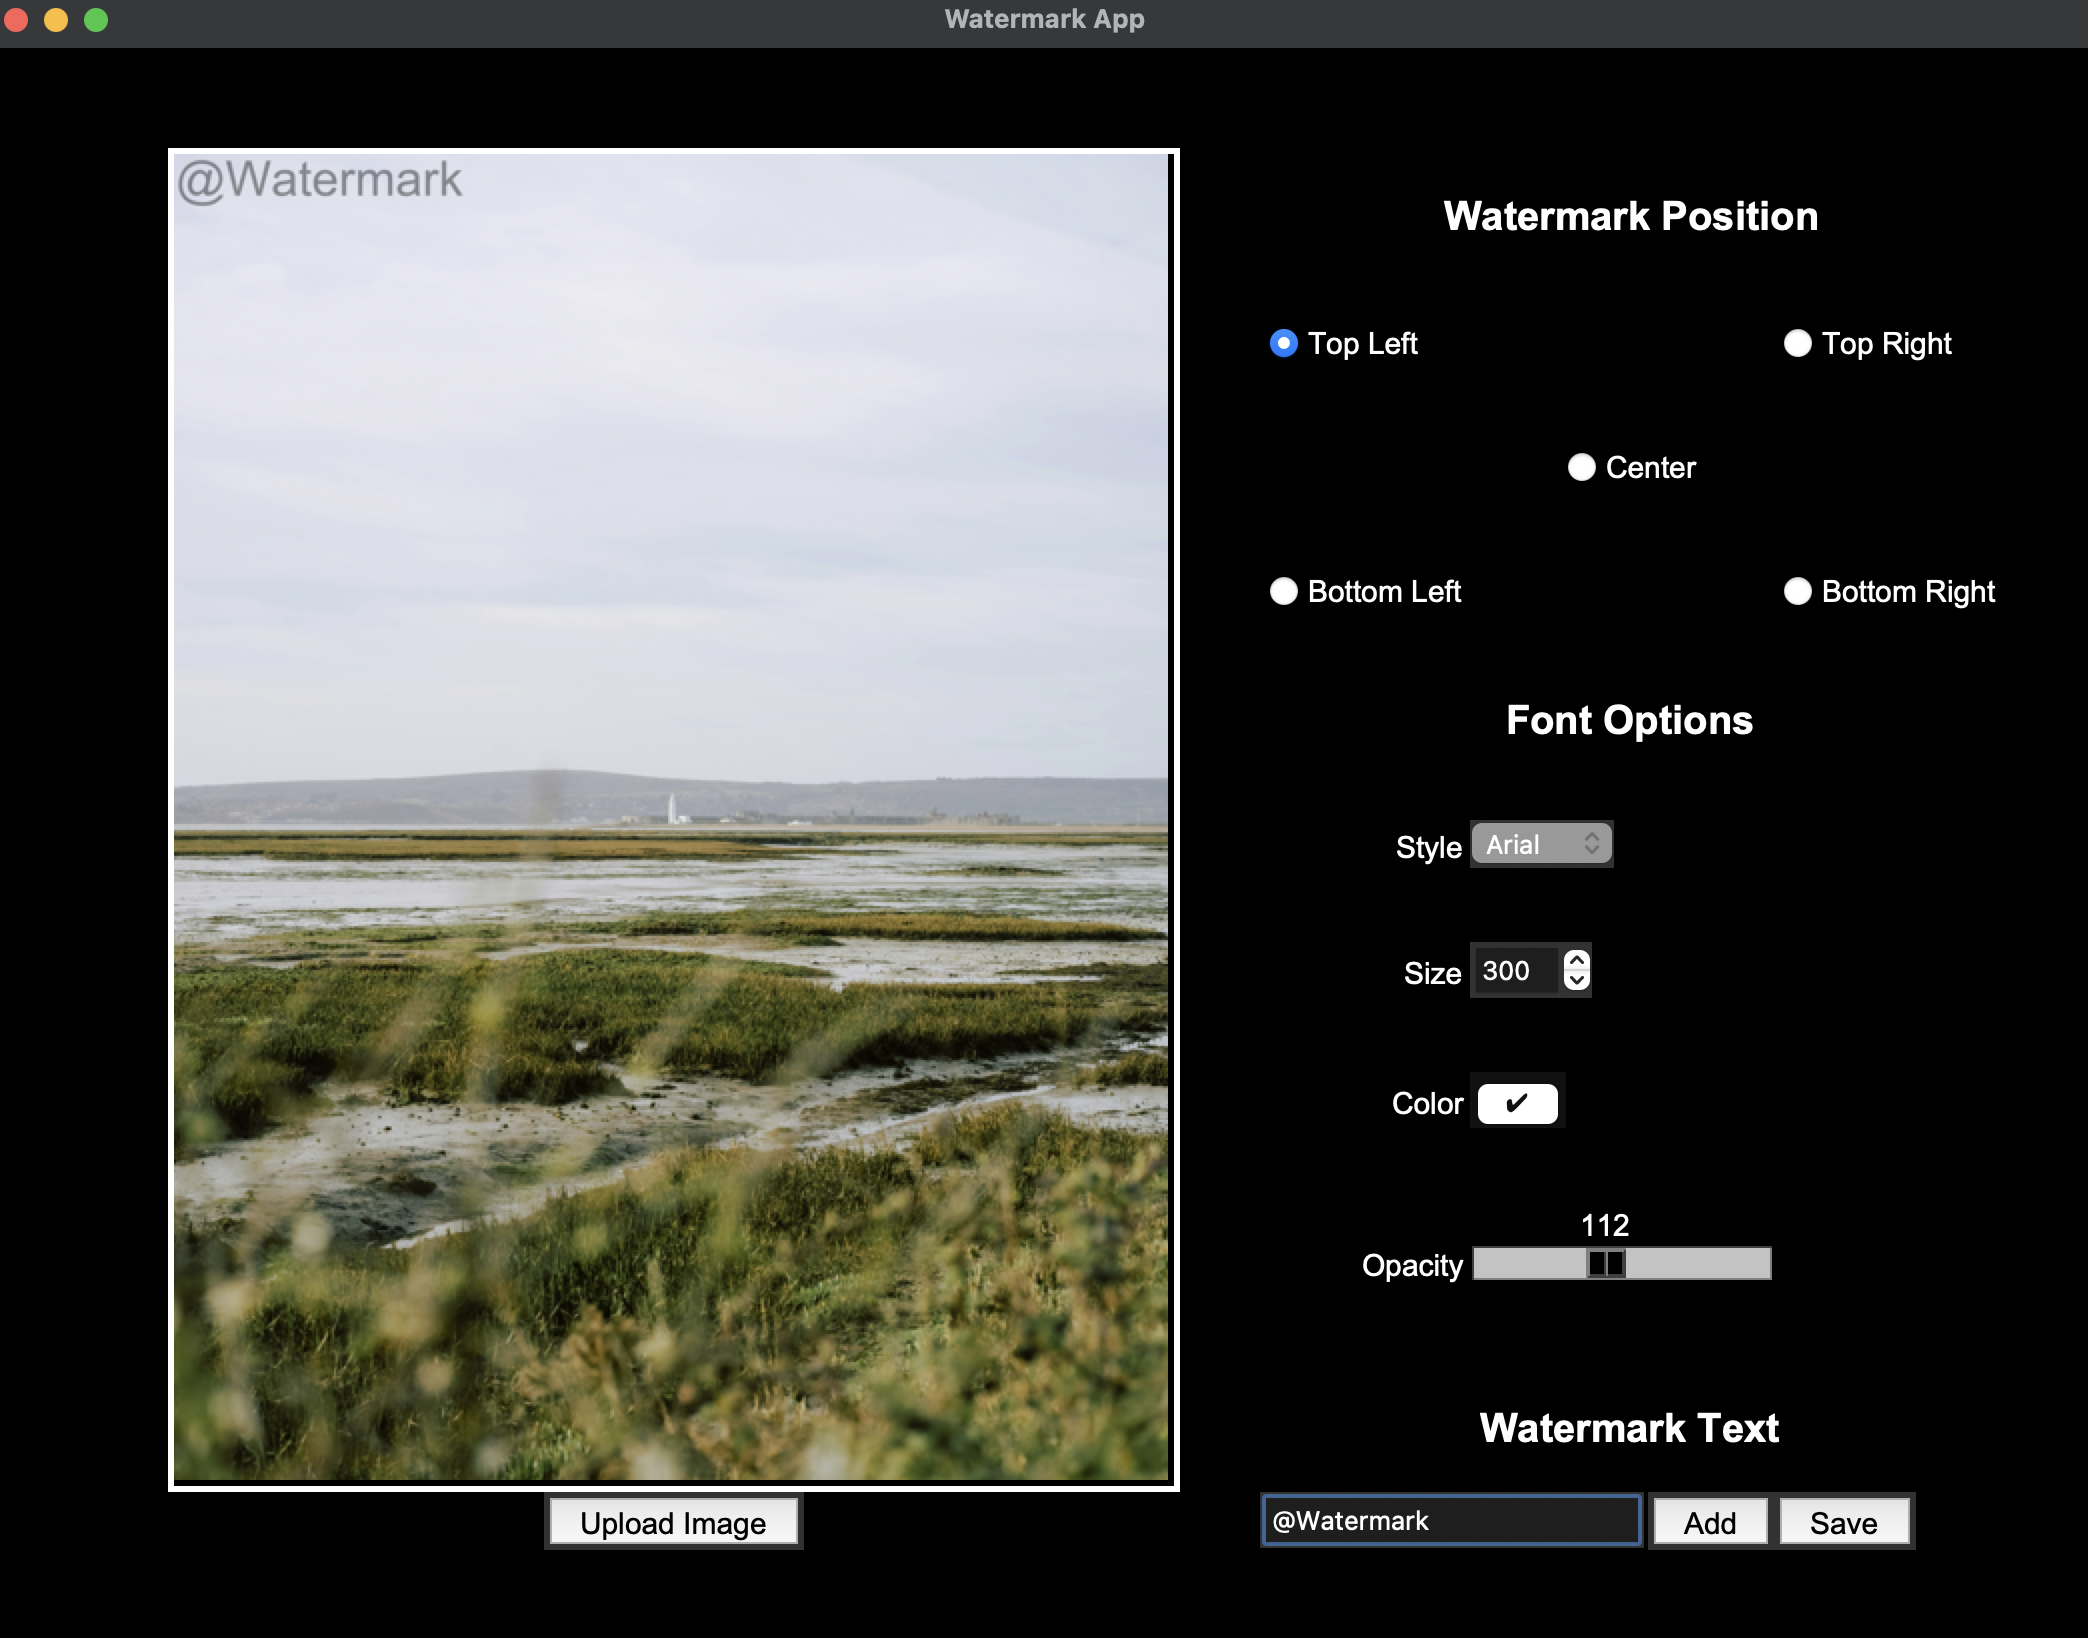 Watermark App
@Watermark
Watermark Position
Top Left
Top Right
Center
Bottom Left
Bottom Right
Font Options
Style Arial
Size 300
Color ✔
112
Opacity
Watermark Text
@Watermark Add Save
Upload Image